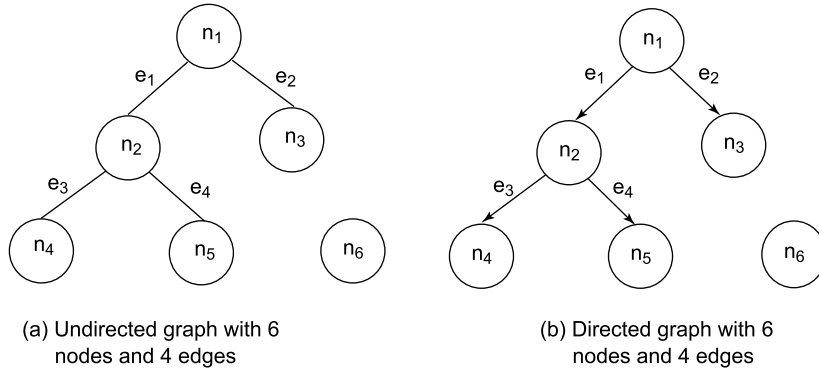 n1
e1
e2
n2
n3
e3
e4
n4
n5
n6
(a) Undirected graph with 6
nodes and 4 edges
n1
e1
e2
n2
n3
e3
e4
n4
n5
n6
(b) Directed graph with 6
nodes and 4 edges